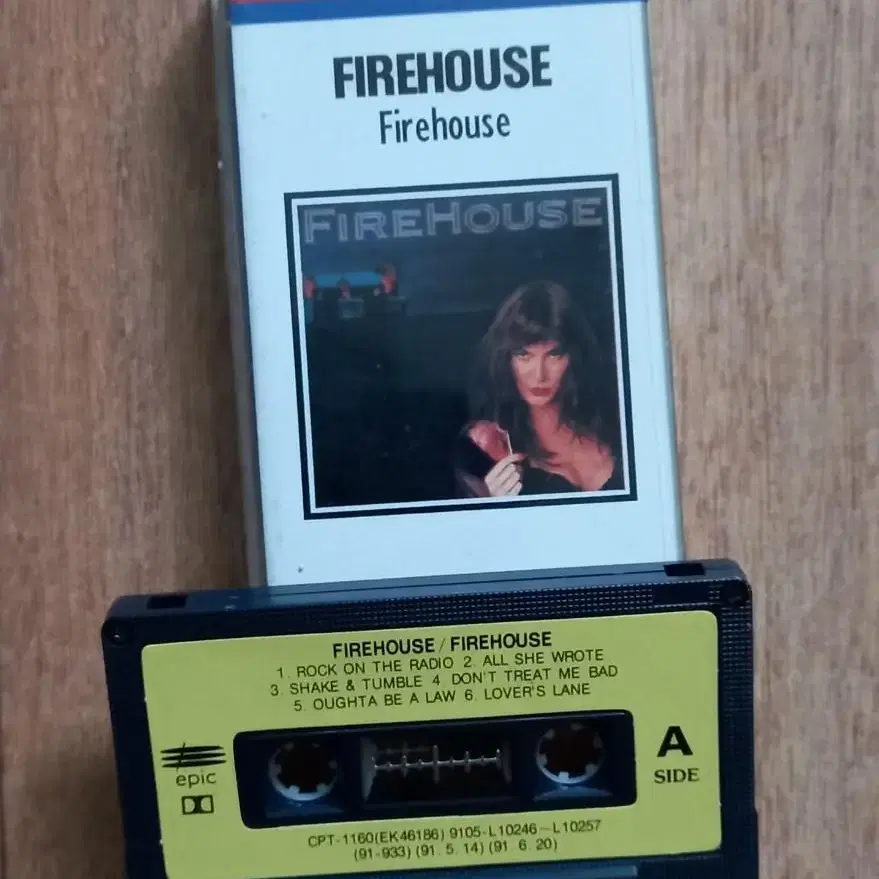 FIREHOUSE
Firehouse
FIREHOUSE
FIREHOUSE / FIREHOUSE
1. ROCK ON THE RADIO 2. ALL SHE WROTE
3. SHAKE & TUMBLE 4. DON'T TREAT ME BAD
5. OUGHTA BE A LAW 6. LOVER'S LANE
epic
A
SIDE
CPT-1160(EK46186) 9105-L10246-L10257
(91-933) (91. 5. 14) (91 6. 20)